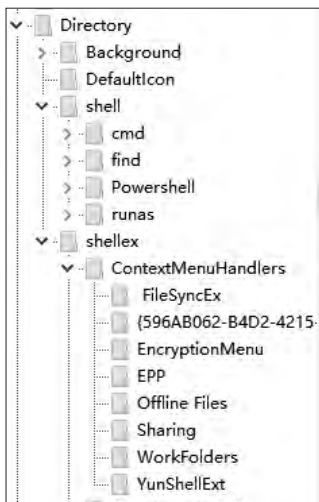 Directory
Background
DefaultIcon
shell
cmd
find
Powershell
runas
shellex
ContextMenuHandlers
FileSyncEx
{596AB062-B4D2-4215-
EncryptionMenu
EPP
Offline Files
Sharing
WorkFolders
YunShellExt